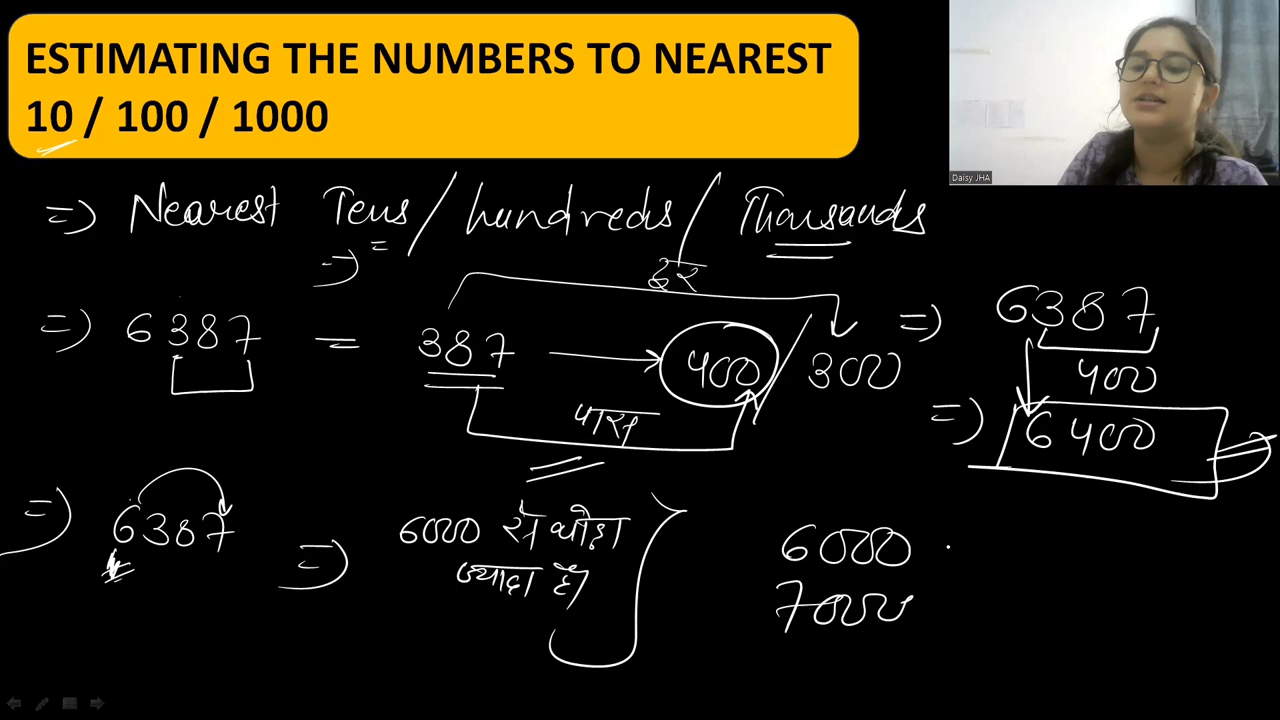 ESTIMATING THE NUMBERS TO NEAREST
10 / 100 / 1000
Daisy JHA
=> Nearest Tens / hundreds / Thousands
=>
दूर
=> 6387 = 387 → 400 / 300
पास
=> 6387
400
=> 6400
=> 6387 => 6000 से थोड़ा
ज्यादा है।
6000
7000